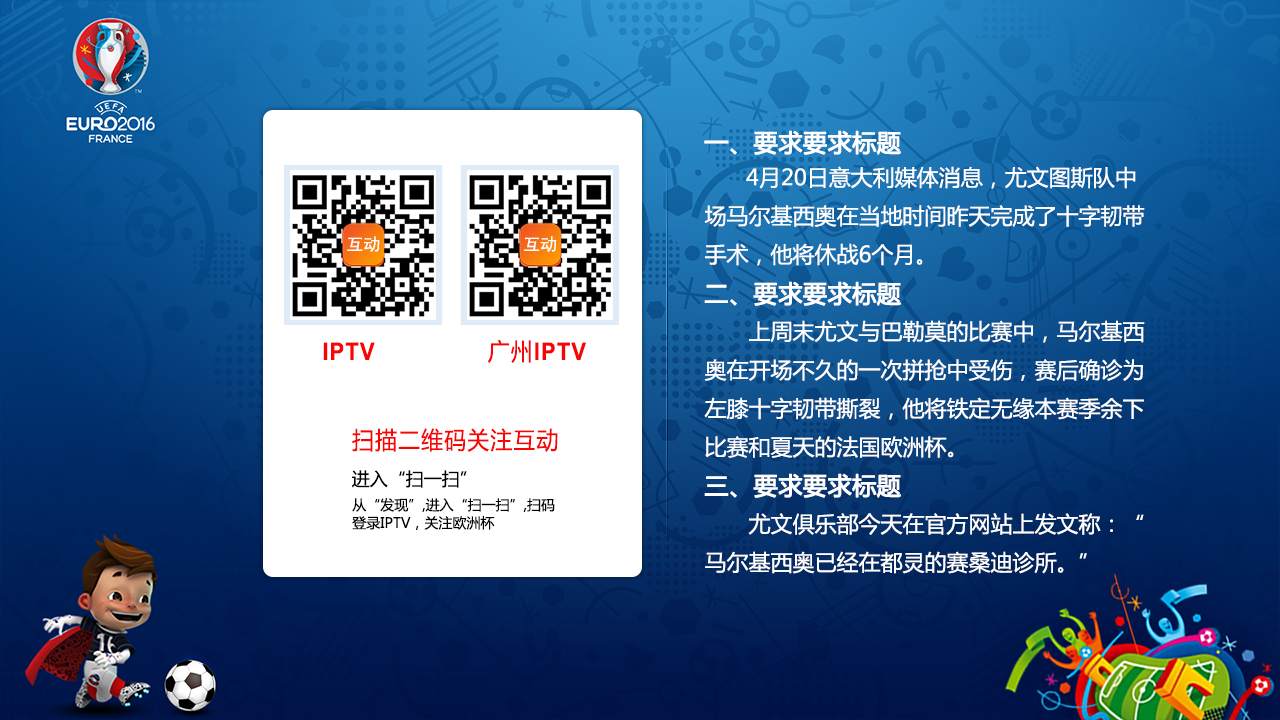 UEFA
EURO2016
FRANCE
互动
互动
IPTV
广州IPTV
扫描二维码关注互动
进入“扫一扫”
从“发现”,进入“扫一扫”,扫码
登录IPTV，关注欧洲杯
一、要求要求标题
4月20日意大利媒体消息，尤文图斯队中
场马尔基西奥在当地时间昨天完成了十字韧带
手术，他将休战6个月。
二、要求要求标题
上周末尤文与巴勒莫的比赛中，马尔基西
奥在开场不久的一次拼抢中受伤，赛后确诊为
左膝十字韧带撕裂，他将铁定无缘本赛季余下
比赛和夏天的法国欧洲杯。
三、要求要求标题
尤文俱乐部今天在官方网站上发文称：“
马尔基西奥已经在都灵的赛桑迪诊所。”
16